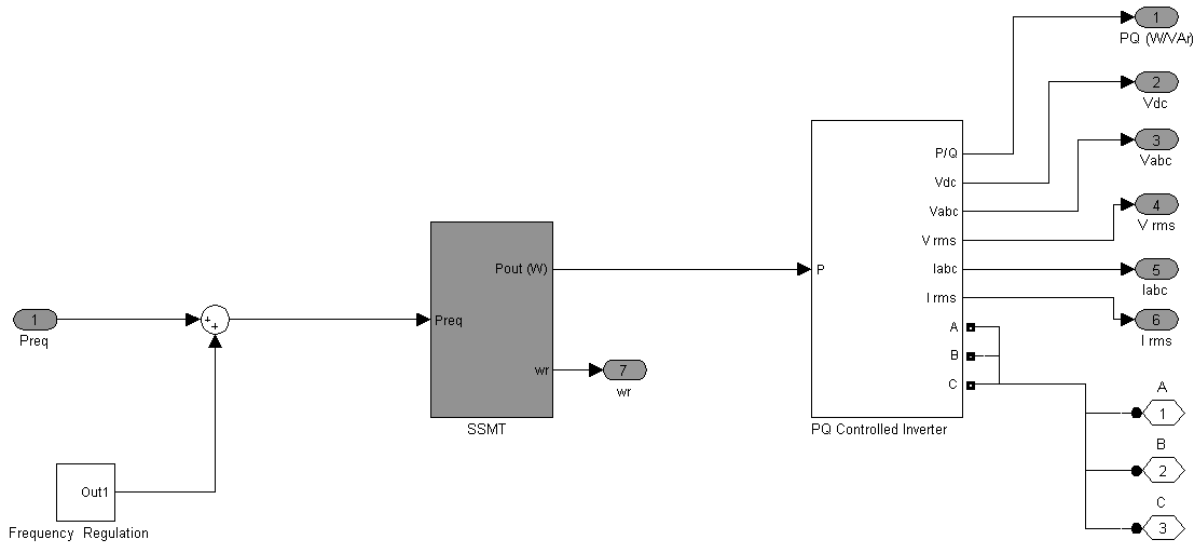 1
PQ (W/VAr)
2
Vdc
3
Vabc
4
V rms
5
Iabc
6
I rms
P/Q
Vdc
Vabc
V rms
Iabc
I rms
A
B
C
P
PQ Controlled Inverter
Pout (W)
Preq
wr
SSMT
7
wr
1
Preq
+
+
Out1
Frequency Regulation
A
1
B
2
C
3